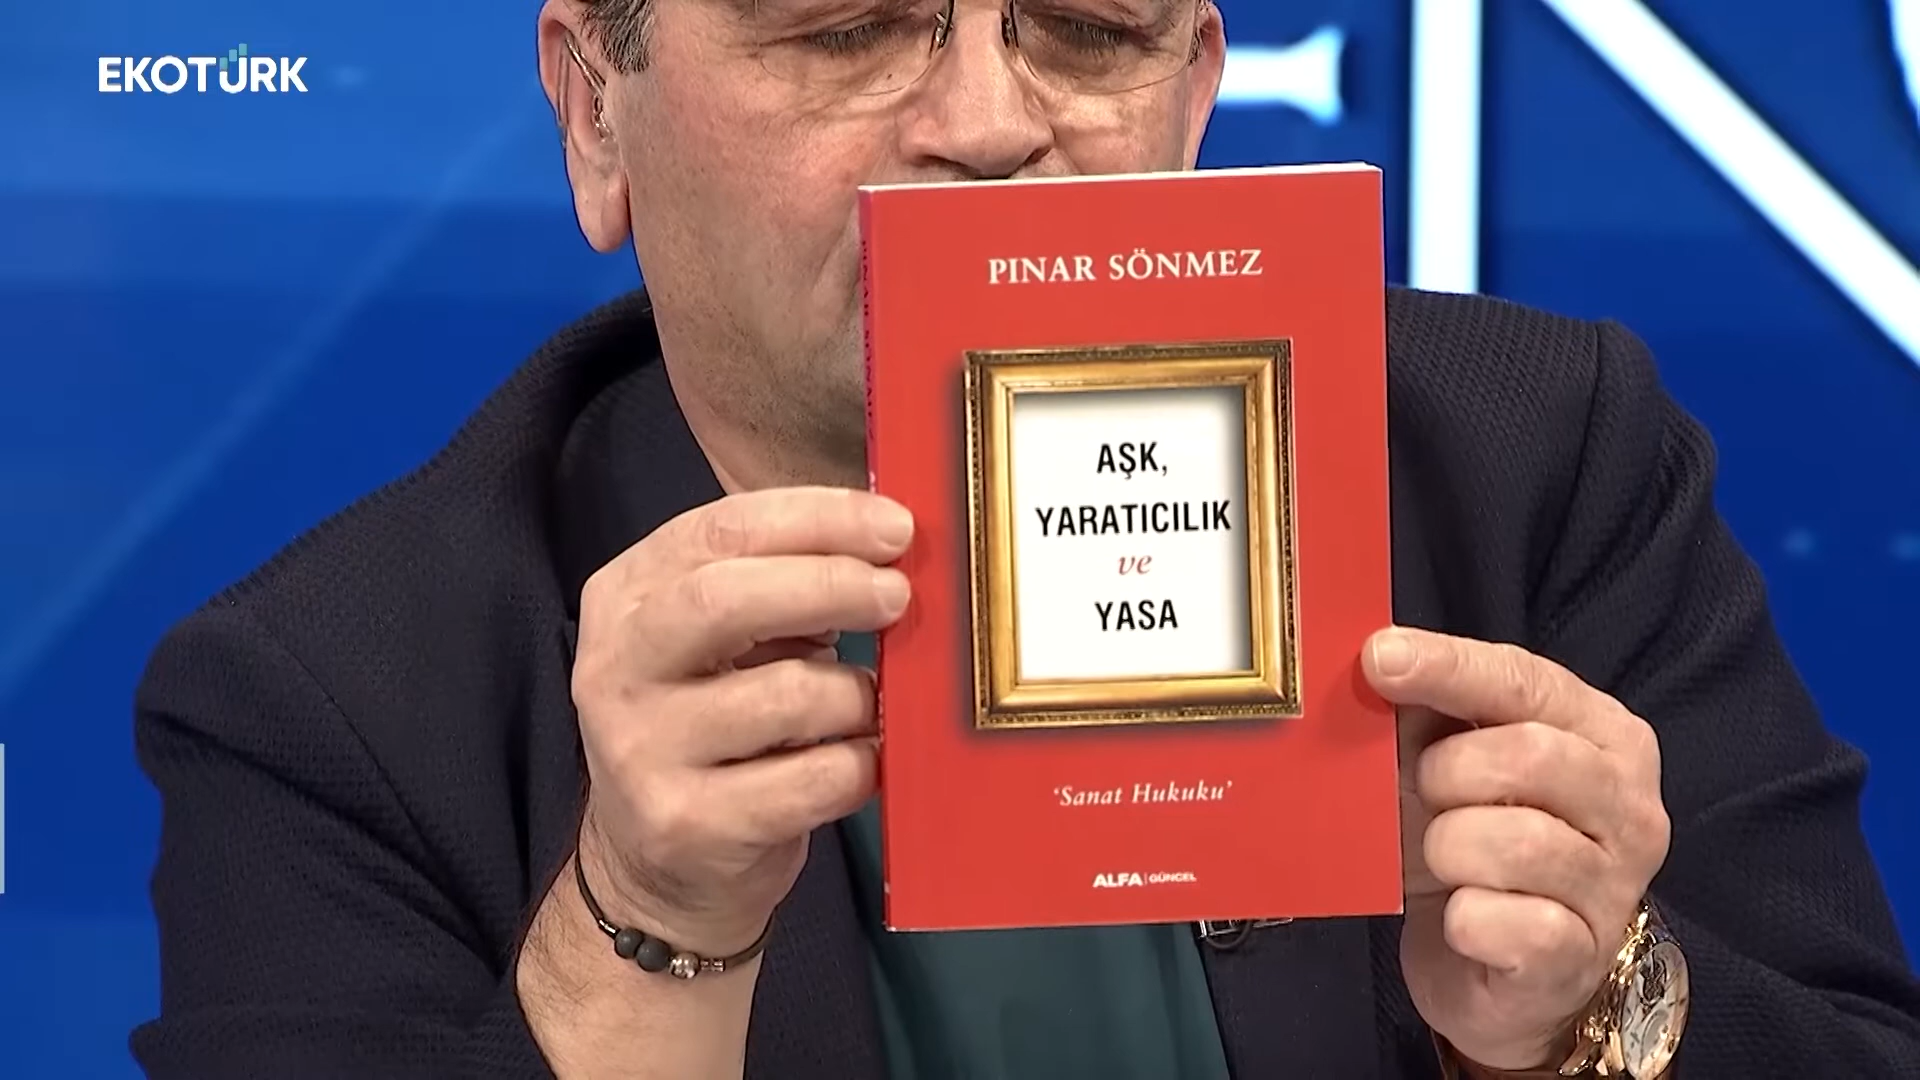 EKOTÜRK
PINAR SÖNMEZ
AŞK,
YARATICILIK
ve
YASA
‘Sanat Hukuku’
ALFA | GÜNCEL